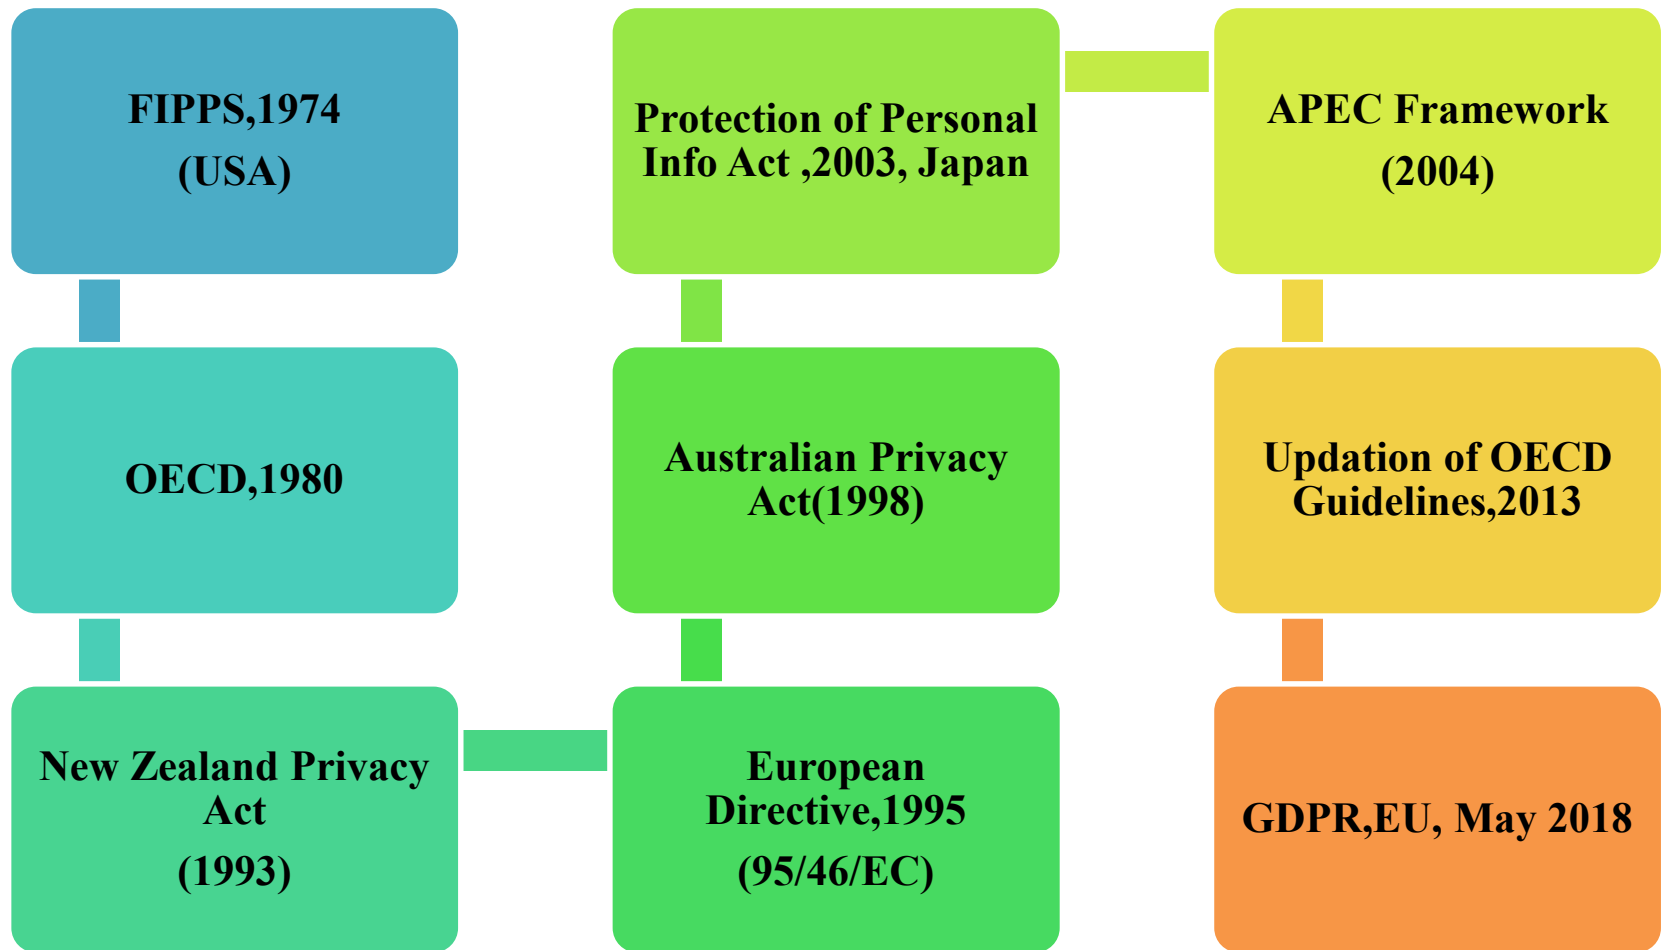 FIPPS,1974
(USA)
OECD,1980
New Zealand Privacy
Act
(1993)
European
Directive,1995
(95/46/EC)
Australian Privacy
Act(1998)
Protection of Personal
Info Act ,2003, Japan
APEC Framework
(2004)
Updation of OECD
Guidelines,2013
GDPR,EU, May 2018